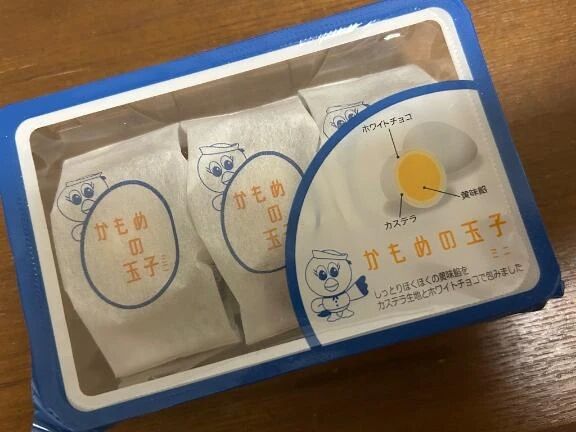 かもめ
の
玉子
ミニ
かもめ
の
玉子
ホワイトチョコ
黄味餡
カステラ
かもめの玉子
ミニ
しっとりほくほくの黄味餡を
カステラ生地とホワイトチョコで包みました